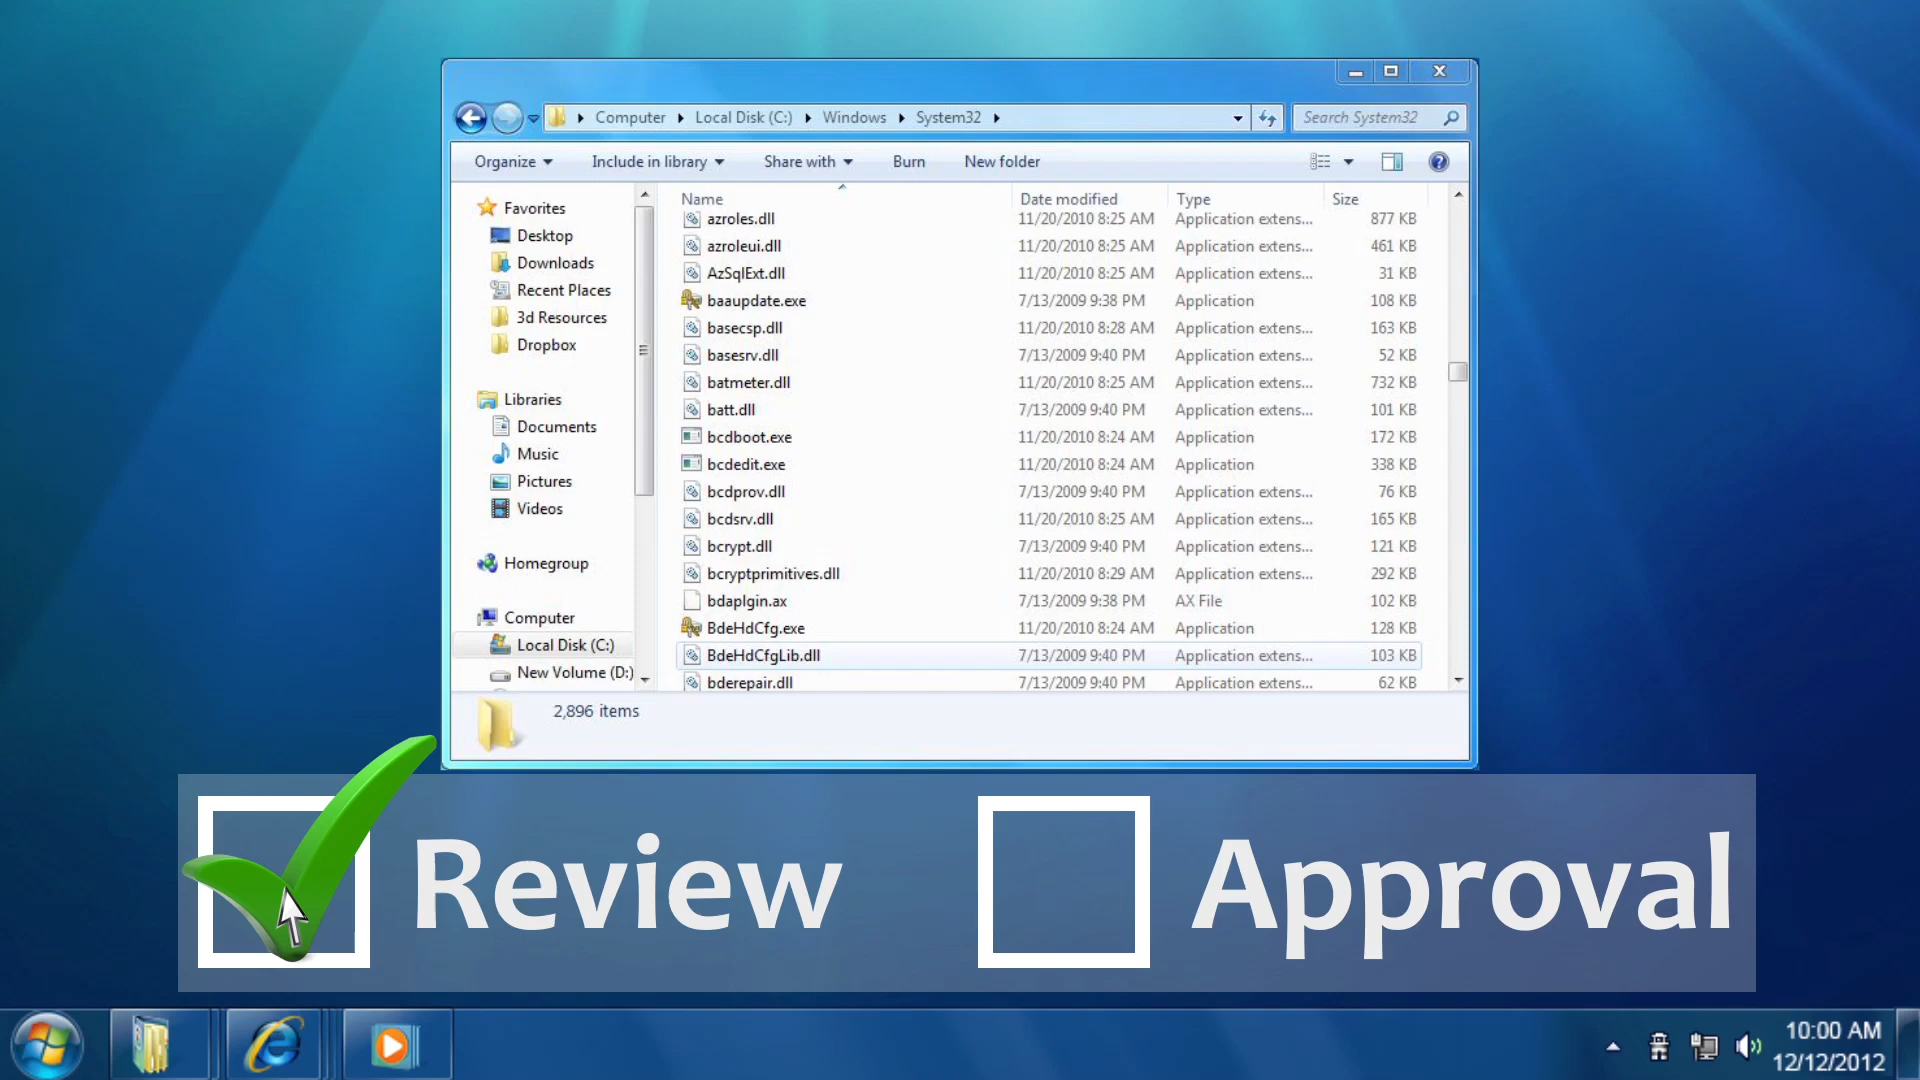 Computer Local Disk (C:) Windows System32
Search System32
Organize Include in library Share with Burn New folder
Favorites
Desktop
Downloads
Recent Places
3d Resources
Dropbox
Libraries
Documents
Music
Pictures
Videos
Homegroup
Computer
Local Disk (C:)
New Volume (D:)
Name Date modified Type Size
azroles.dll 11/20/2010 8:25 AM Application extens... 877 KB
azroleui.dll 11/20/2010 8:25 AM Application extens... 461 KB
AzSqlExt.dll 11/20/2010 8:25 AM Application extens... 31 KB
baaupdate.exe 7/13/2009 9:38 PM Application 108 KB
basecsp.dll 11/20/2010 8:28 AM Application extens... 163 KB
basesrv.dll 7/13/2009 9:40 PM Application extens... 52 KB
batmeter.dll 11/20/2010 8:25 AM Application extens... 732 KB
batt.dll 7/13/2009 9:40 PM Application extens... 101 KB
bcdboot.exe 11/20/2010 8:24 AM Application 172 KB
bcdedit.exe 11/20/2010 8:24 AM Application 338 KB
bcdprov.dll 7/13/2009 9:40 PM Application extens... 76 KB
bcdsrv.dll 11/20/2010 8:25 AM Application extens... 165 KB
bcrypt.dll 7/13/2009 9:40 PM Application extens... 121 KB
bcryptprimitives.dll 11/20/2010 8:29 AM Application extens... 292 KB
bdaplgin.ax 7/13/2009 9:38 PM AX File 102 KB
BdeHdCfg.exe 11/20/2010 8:24 AM Application 128 KB
BdeHdCfgLib.dll 7/13/2009 9:40 PM Application extens... 103 KB
bderepair.dll 7/13/2009 9:40 PM Application extens... 62 KB
2,896 items
Review Approval
10:00 AM
12/12/2012